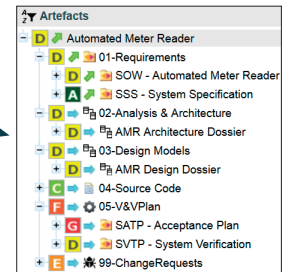 Artefacts
D Automated Meter Reader
D 01-Requirements
D SOW - Automated Meter Reader
A SSS - System Specification
D 02-Analysis & Architecture
D AMR Architecture Dossier
D 03-Design Models
D AMR Design Dossier
C 04-Source Code
F 05-V&VPlan
G SATP - Acceptance Plan
D SVTP - System Verification
E 99-ChangeRequests